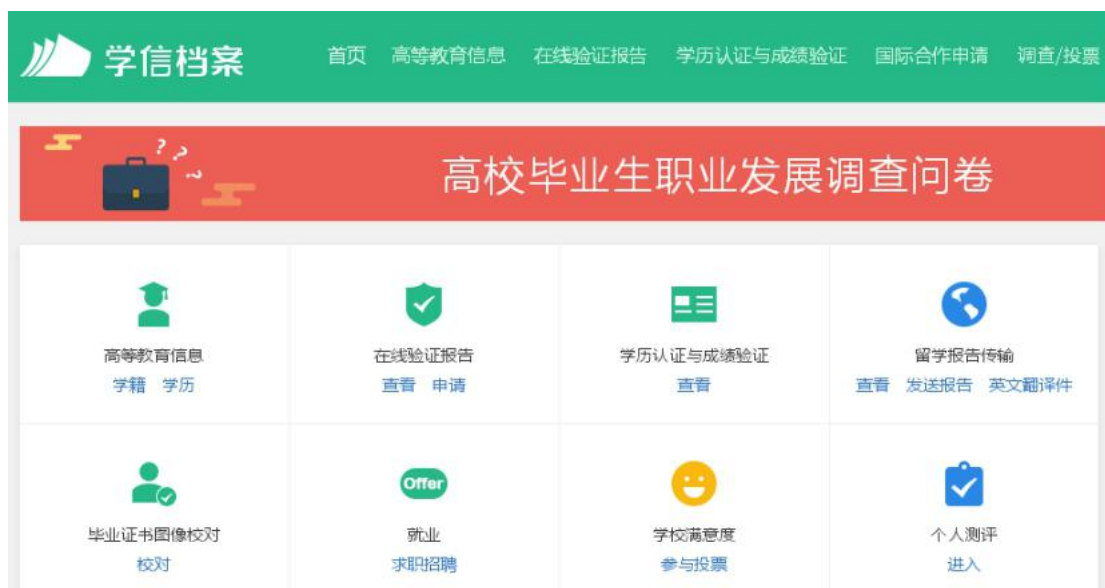 学信档案
首页 高等教育信息 在线验证报告 学历认证与成绩验证 国际合作申请 调查/投票
? ? ?
高校毕业生职业发展调查问卷
高等教育信息 在线验证报告 学历认证与成绩验证 留学报告传输
学籍 学历 查看 申请 查看 查看 发送报告 英文翻译件
Offer
毕业证书图像校对 就业 学校满意度 个人测评
校对 求职招聘 参与投票 进入